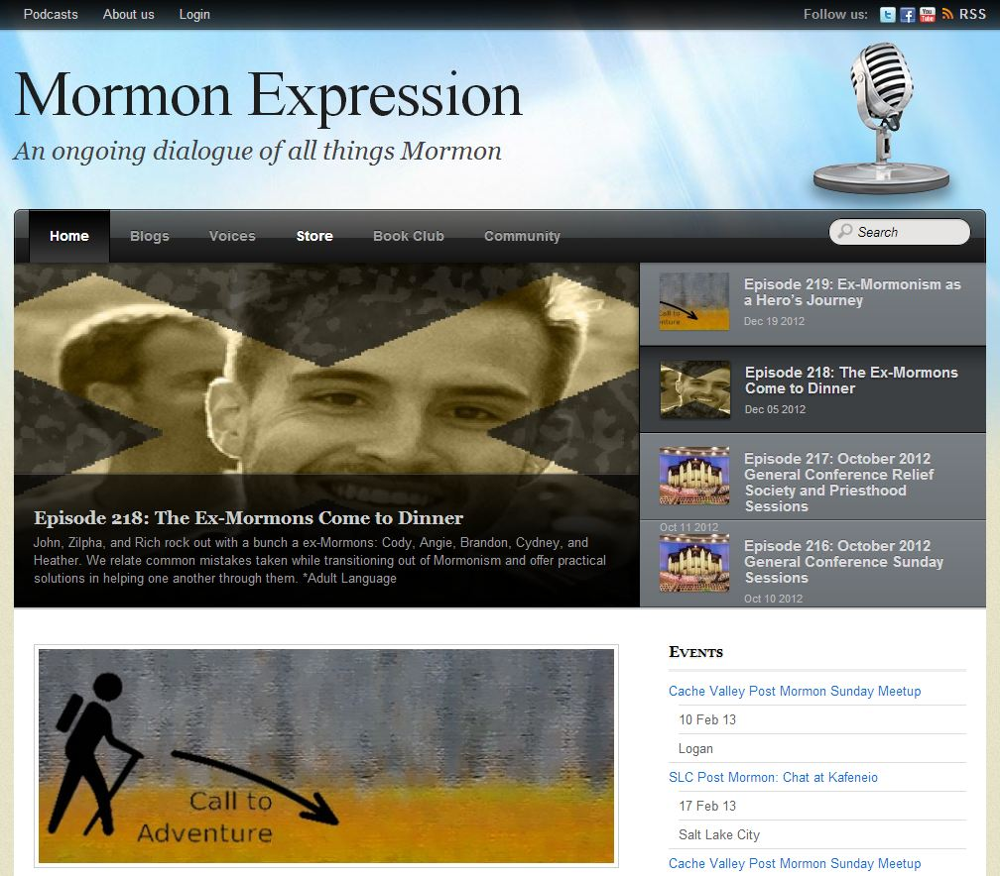 Podcasts About us Login
Follow us: You Tube RSS
Mormon Expression
An ongoing dialogue of all things Mormon
Home Blogs Voices Store Book Club Community
Search
Episode 218: The Ex-Mormons Come to Dinner
John, Zilpha, and Rich rock out with a bunch a ex-Mormons: Cody, Angie, Brandon, Cydney, and
Heather. We relate common mistakes taken while transitioning out of Mormonism and offer practical
solutions in helping one another through them. *Adult Language
Call to
nture
Episode 219: Ex-Mormonism as
a Hero's Journey
Dec 19 2012
Episode 218: The Ex-Mormons
Come to Dinner
Dec 05 2012
Episode 217: October 2012
General Conference Relief
Society and Priesthood
Sessions
Oct 11 2012
Episode 216: October 2012
General Conference Sunday
Sessions
Oct 10 2012
Call to
Adventure
Events
Cache Valley Post Mormon Sunday Meetup
10 Feb 13
Logan
SLC Post Mormon: Chat at Kafeneio
17 Feb 13
Salt Lake City
Cache Valley Post Mormon Sunday Meetup